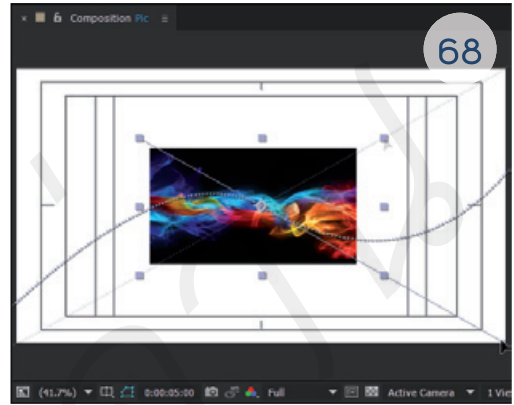 × Composition Pic ≡
68
(41,7%) 0:00:05:00 Full Active Camera 1 Vie